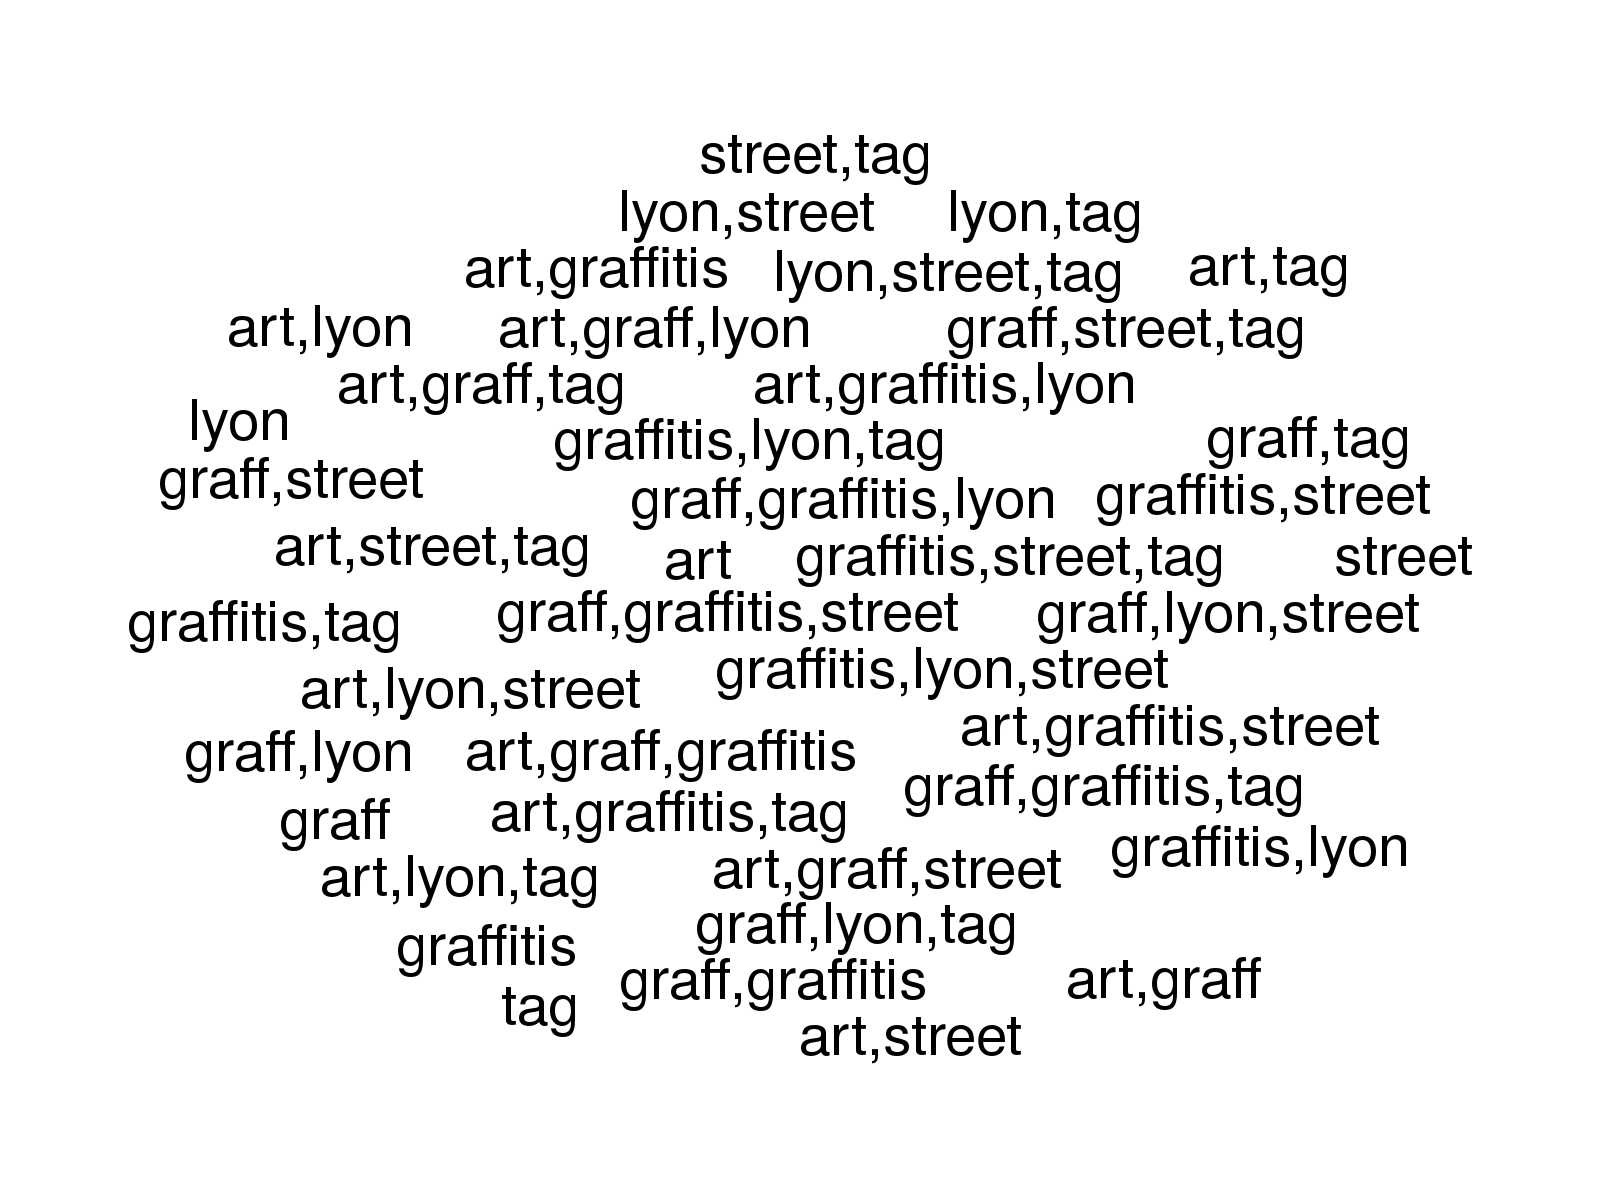 street,tag
lyon,street lyon,tag
art,graffitis lyon,street,tag art,tag
art,lyon art,graff,lyon graff,street,tag
art,graff,tag art,graffitis,lyon
lyon
graffitis,lyon,tag graff,tag
graff,street graff,graffitis,lyon graffitis,street
art,street,tag art graffitis,street,tag street
graffitis,tag graff,graffitis,street graff,lyon,street
art,lyon,street graffitis,lyon,street
art,graffitis,street
graff,lyon art,graff,graffitis
graff,graffitis,tag
graff art,graffitis,tag
graffitis,lyon
art,lyon,tag art,graff,street
graff,lyon,tag
graffitis
graff,graffitis art,graff
tag
art,street